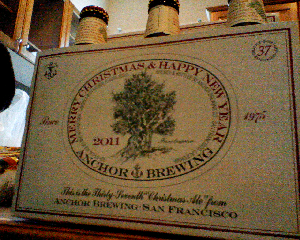 37
MERRY CHRISTMAS & HAPPY NEW YEAR
Since
1975
2011
ANCHOR BREWING
This is the Thirty Seventh "Christmas Ale" from
ANCHOR BREWING SAN FRANCISCO